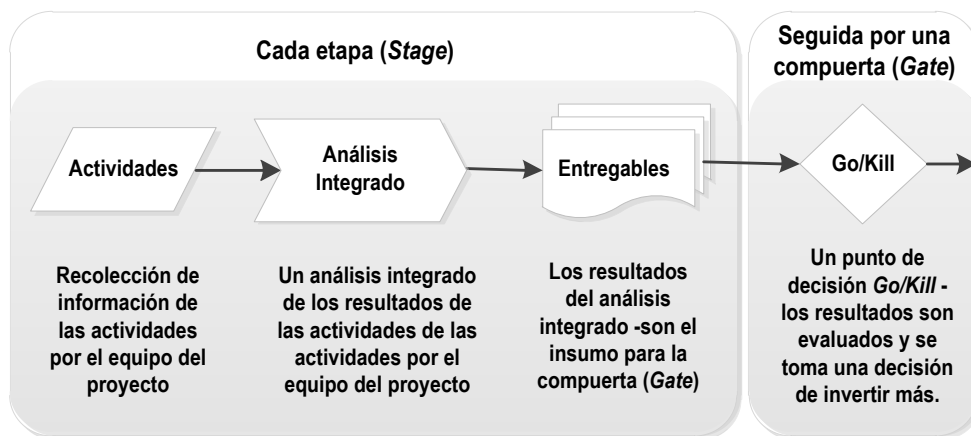 Cada etapa (Stage)
Actividades
Análisis
Integrado
Entregables
Recolección de
información de
las actividades
por el equipo del
proyecto
Un análisis integrado
de los resultados de
las actividades de las
actividades por el
equipo del proyecto
Los resultados
del análisis
integrado -son el
insumo para la
compuerta (Gate)
Seguida por una
compuerta (Gate)
Go/Kill
Un punto de
decisión Go/Kill -
los resultados son
evaluados y se
toma una decisión
de invertir más.